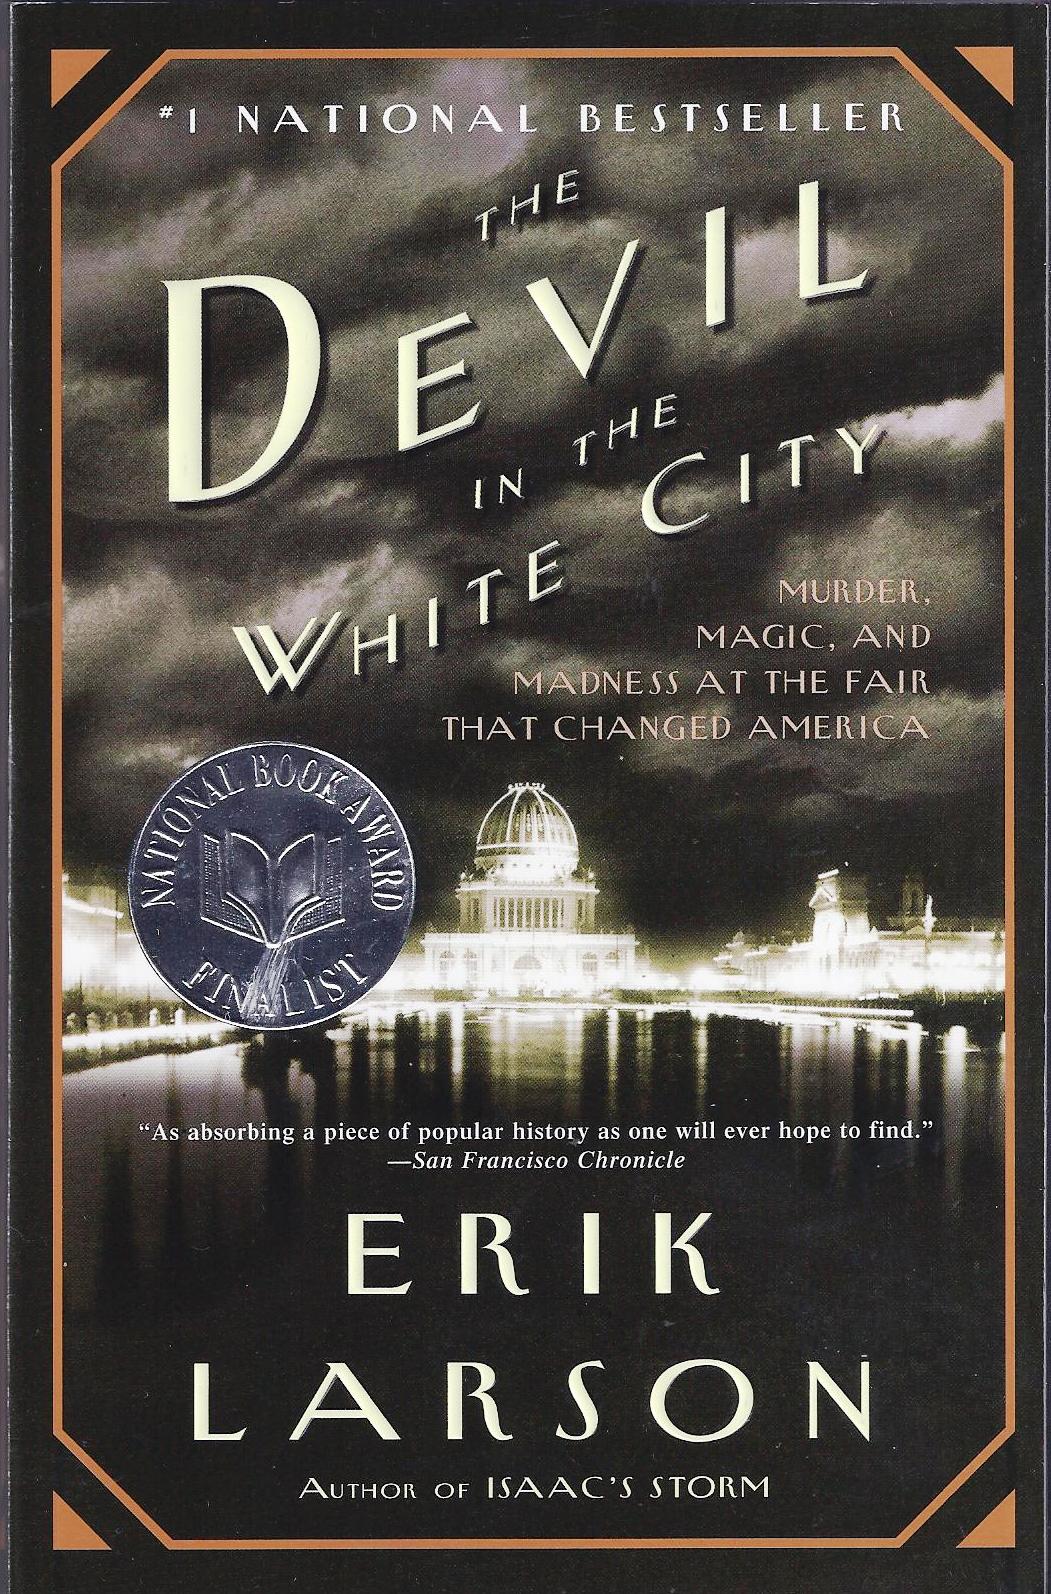 #1 NATIONAL BESTSELLER
THE
DEVIL
IN THE
WHITE CITY
MURDER,
MAGIC, AND
MADNESS AT THE FAIR
THAT CHANGED AMERICA
NATIONAL BOOK AWARD
FINALIST
“As absorbing a piece of popular history as one will ever hope to find.”
—San Francisco Chronicle
ERIK
LARSON
AUTHOR OF ISAAC’S STORM